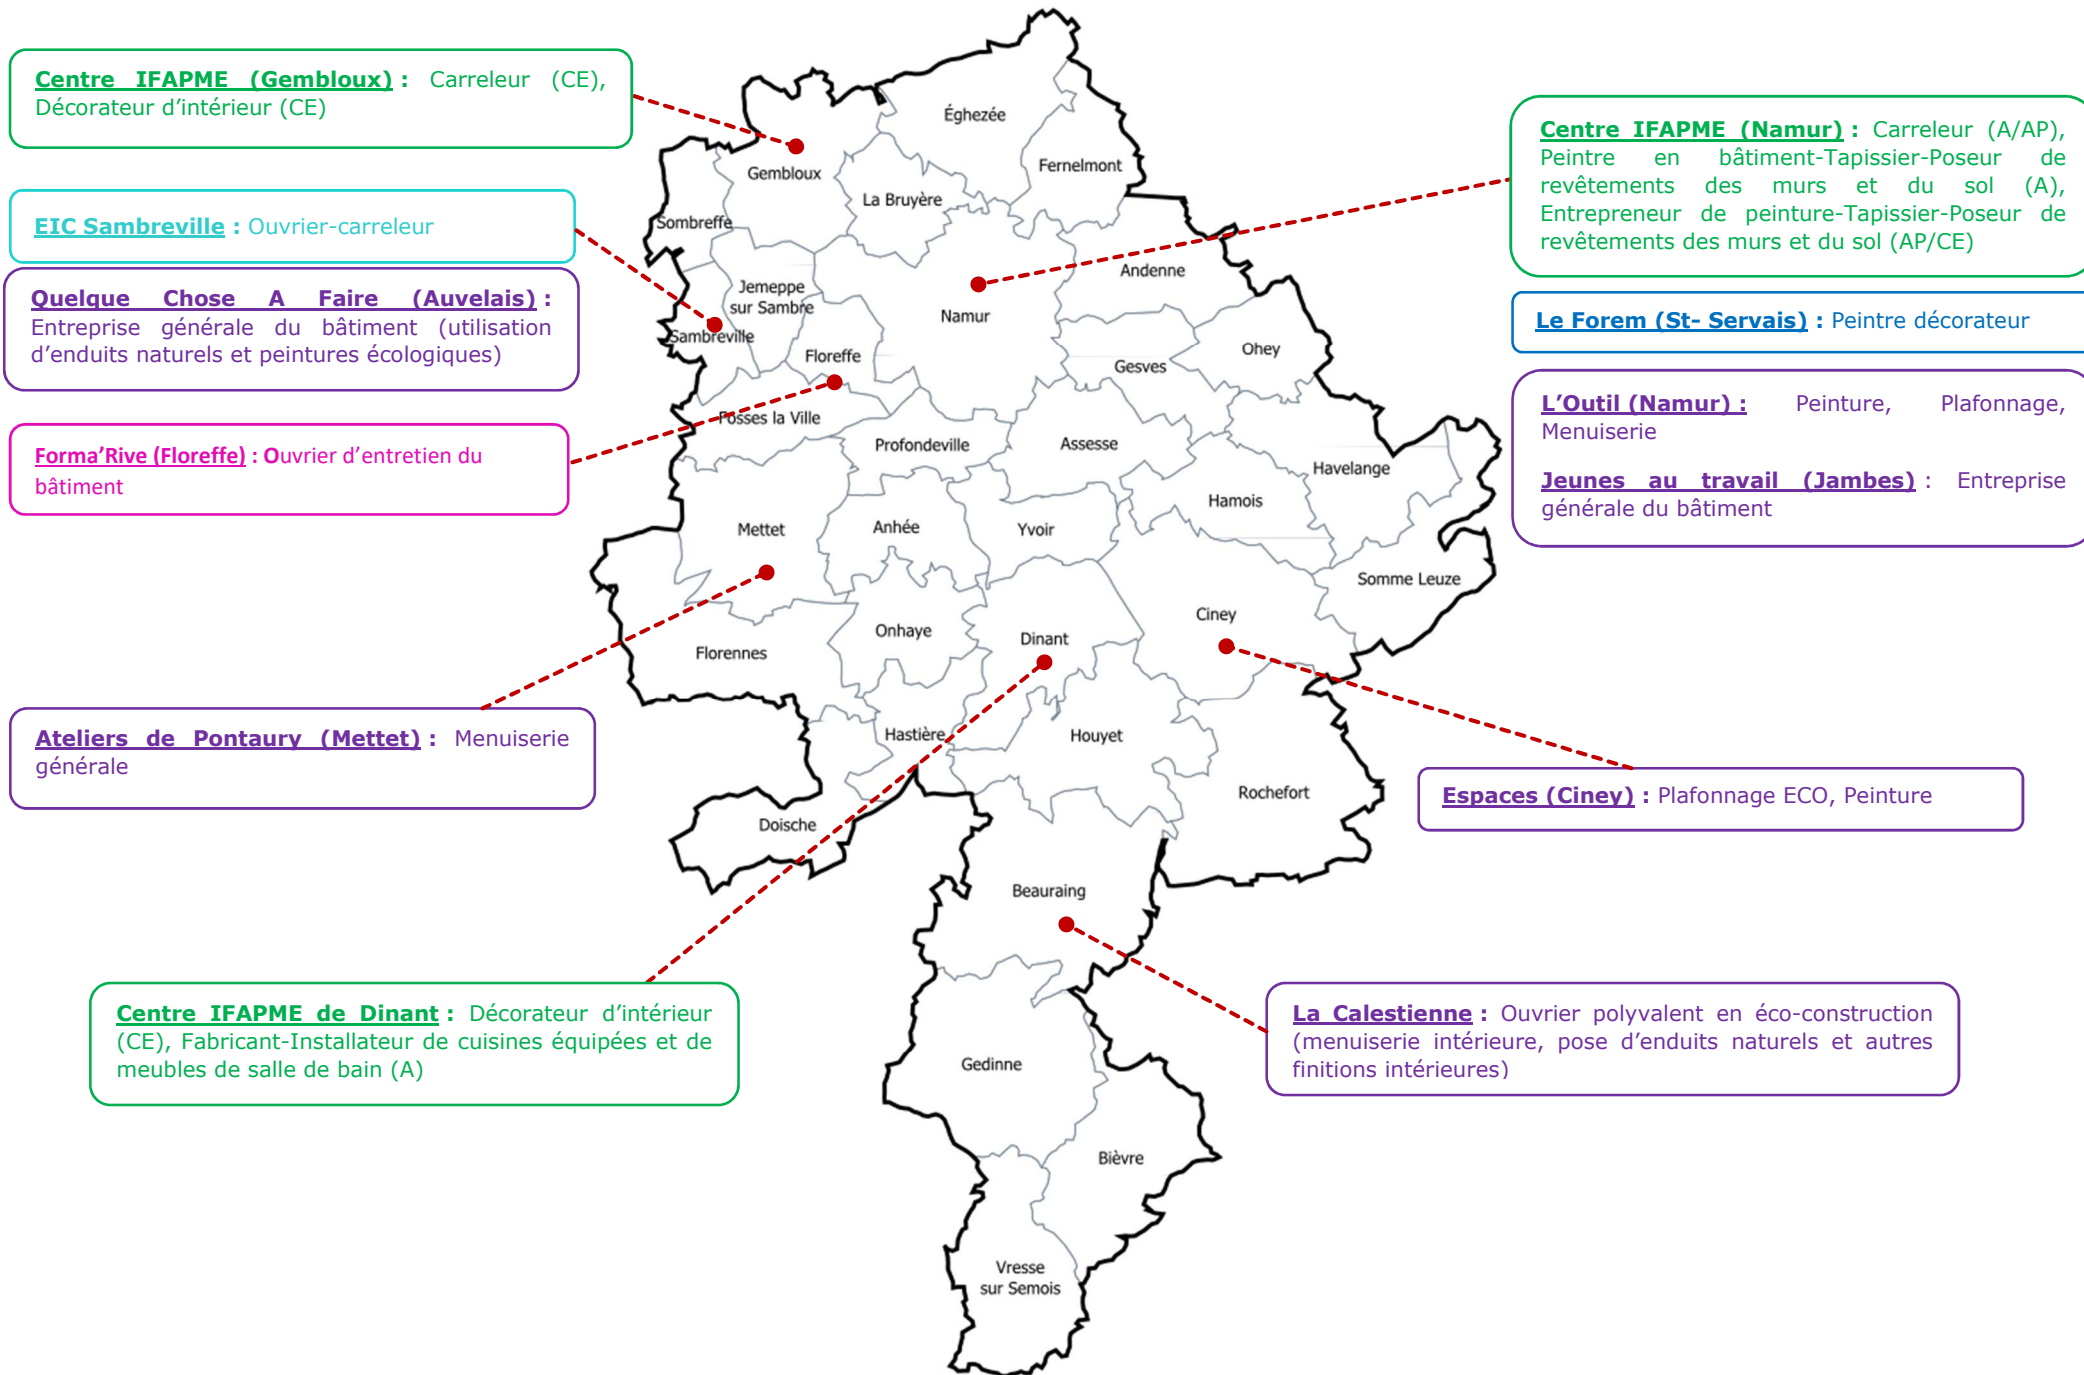 Centre IFAPME (Gembloux) : Carreleur (CE),
Décorateur d’intérieur (CE)
EIC Sambreville : Ouvrier-carreleur
Quelque Chose A Faire (Auvelais) :
Entreprise générale du bâtiment (utilisation
d’enduits naturels et peintures écologiques)
Forma’Rive (Floreffe) : Ouvrier d’entretien du
bâtiment
Ateliers de Pontaury (Mettet) : Menuiserie
générale
Centre IFAPME de Dinant : Décorateur d’intérieur
(CE), Fabricant-Installateur de cuisines équipées et de
meubles de salle de bain (A)
Éghezée
Fernelmont
Gembloux
La Bruyère
Sombreffe
Andenne
Jemeppe
sur Sambre
Namur
Sambreville
Floreffe
Ohey
Gesves
Fosses la Ville
Profondeville
Assesse
Havelange
Hamois
Mettet
Anhée
Yvoir
Somme Leuze
Ciney
Onhaye
Dinant
Florennes
Hastière
Houyet
Rochefort
Doische
Beauraing
Gedinne
Bièvre
Vresse
sur Semois
Centre IFAPME (Namur) : Carreleur (A/AP),
Peintre en bâtiment-Tapissier-Poseur de
revêtements des murs et du sol (A),
Entrepreneur de peinture-Tapissier-Poseur de
revêtements des murs et du sol (AP/CE)
Le Forem (St- Servais) : Peintre décorateur
L’Outil (Namur) : Peinture, Plafonnage,
Menuiserie
Jeunes au travail (Jambes) : Entreprise
générale du bâtiment
Espaces (Ciney) : Plafonnage ECO, Peinture
La Calestienne : Ouvrier polyvalent en éco-construction
(menuiserie intérieure, pose d’enduits naturels et autres
finitions intérieures)